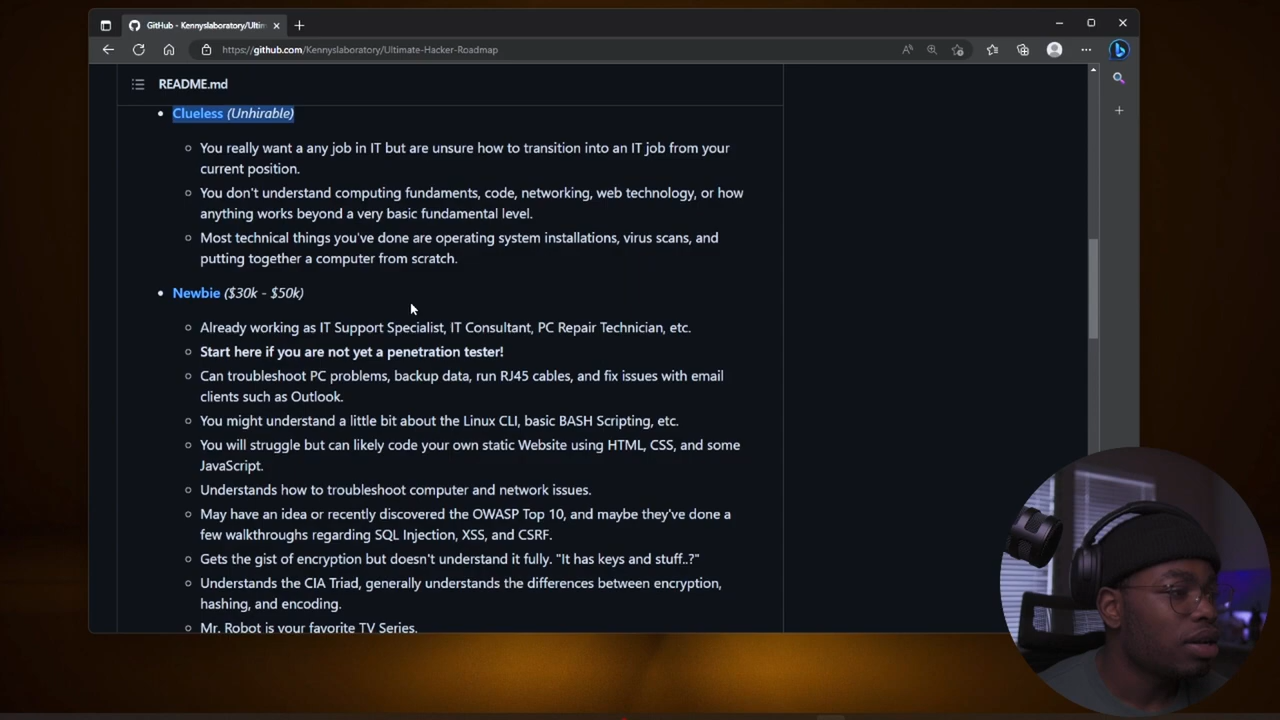 GitHub - Kennyslaboratory/Ultim
https://github.com/Kennyslaboratory/Ultimate-Hacker-Roadmap
README.md
Clueless (Unhirable)
You really want a any job in IT but are unsure how to transition into an IT job from your
current position.
You don't understand computing fundaments, code, networking, web technology, or how
anything works beyond a very basic fundamental level.
Most technical things you've done are operating system installations, virus scans, and
putting together a computer from scratch.
Newbie ($30k - $50k)
Already working as IT Support Specialist, IT Consultant, PC Repair Technician, etc.
Start here if you are not yet a penetration tester!
Can troubleshoot PC problems, backup data, run RJ45 cables, and fix issues with email
clients such as Outlook.
You might understand a little bit about the Linux CLI, basic BASH Scripting, etc.
You will struggle but can likely code your own static Website using HTML, CSS, and some
JavaScript.
Understands how to troubleshoot computer and network issues.
May have an idea or recently discovered the OWASP Top 10, and maybe they've done a
few walkthroughs regarding SQL Injection, XSS, and CSRF.
Gets the gist of encryption but doesn't understand it fully. "It has keys and stuff..?"
Understands the CIA Triad, generally understands the differences between encryption,
hashing, and encoding.
Mr. Robot is your favorite TV Series.